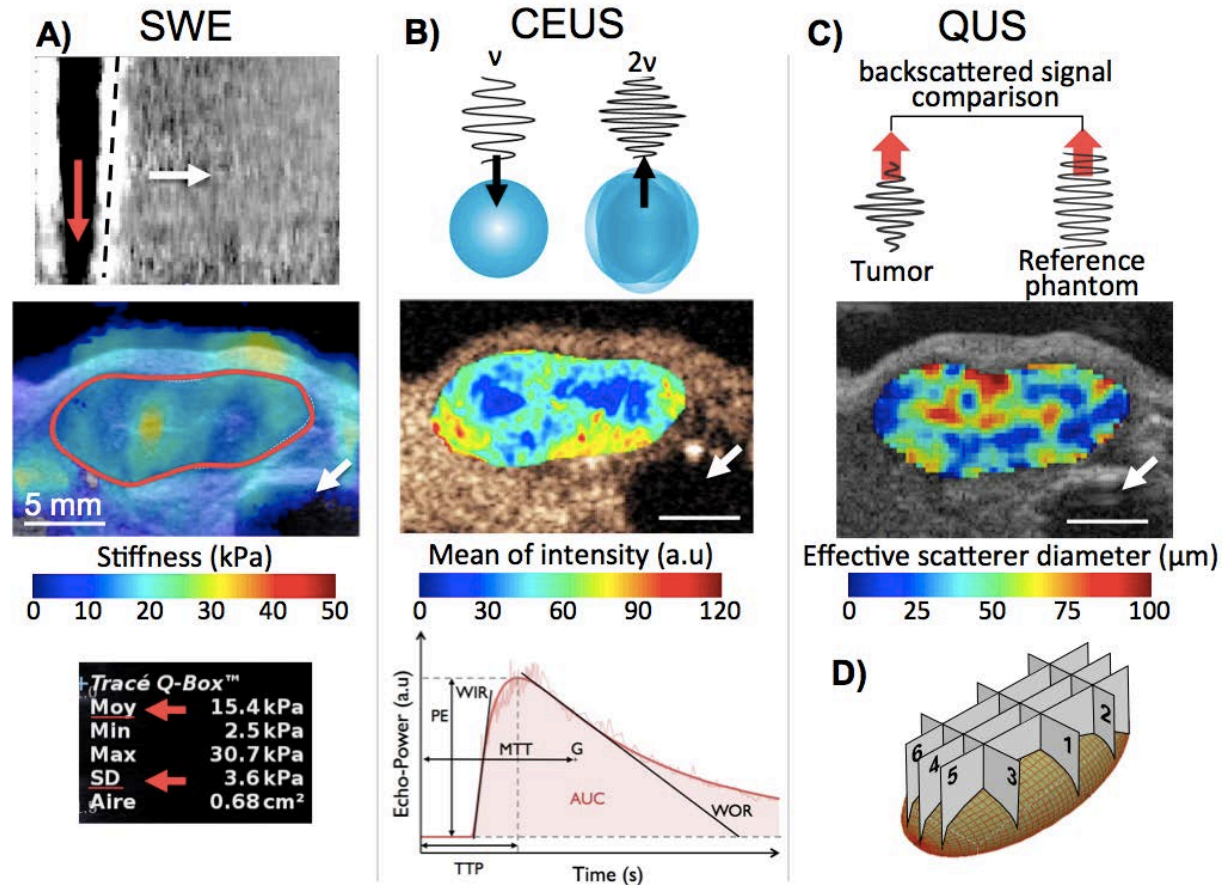 A) SWE
5 mm
Stiffness (kPa)
0 10 20 30 40 50
Tracé Q-Box™
Moy 15.4 kPa
Min 2.5 kPa
Max 30.7 kPa
SD 3.6 kPa
Aire 0.68 cm²
B) CEUS
ν 2ν
Mean of intensity (a.u)
0 30 60 90 120
Echo-Power (a.u)
WIR
PE
MTT G
AUC
WOR
TTP
Time (s)
C) QUS
backscattered signal
comparison
Tumor
Reference
phantom
Effective scatterer diameter (µm)
0 25 50 75 100
D)
6 4 5 3 1 2